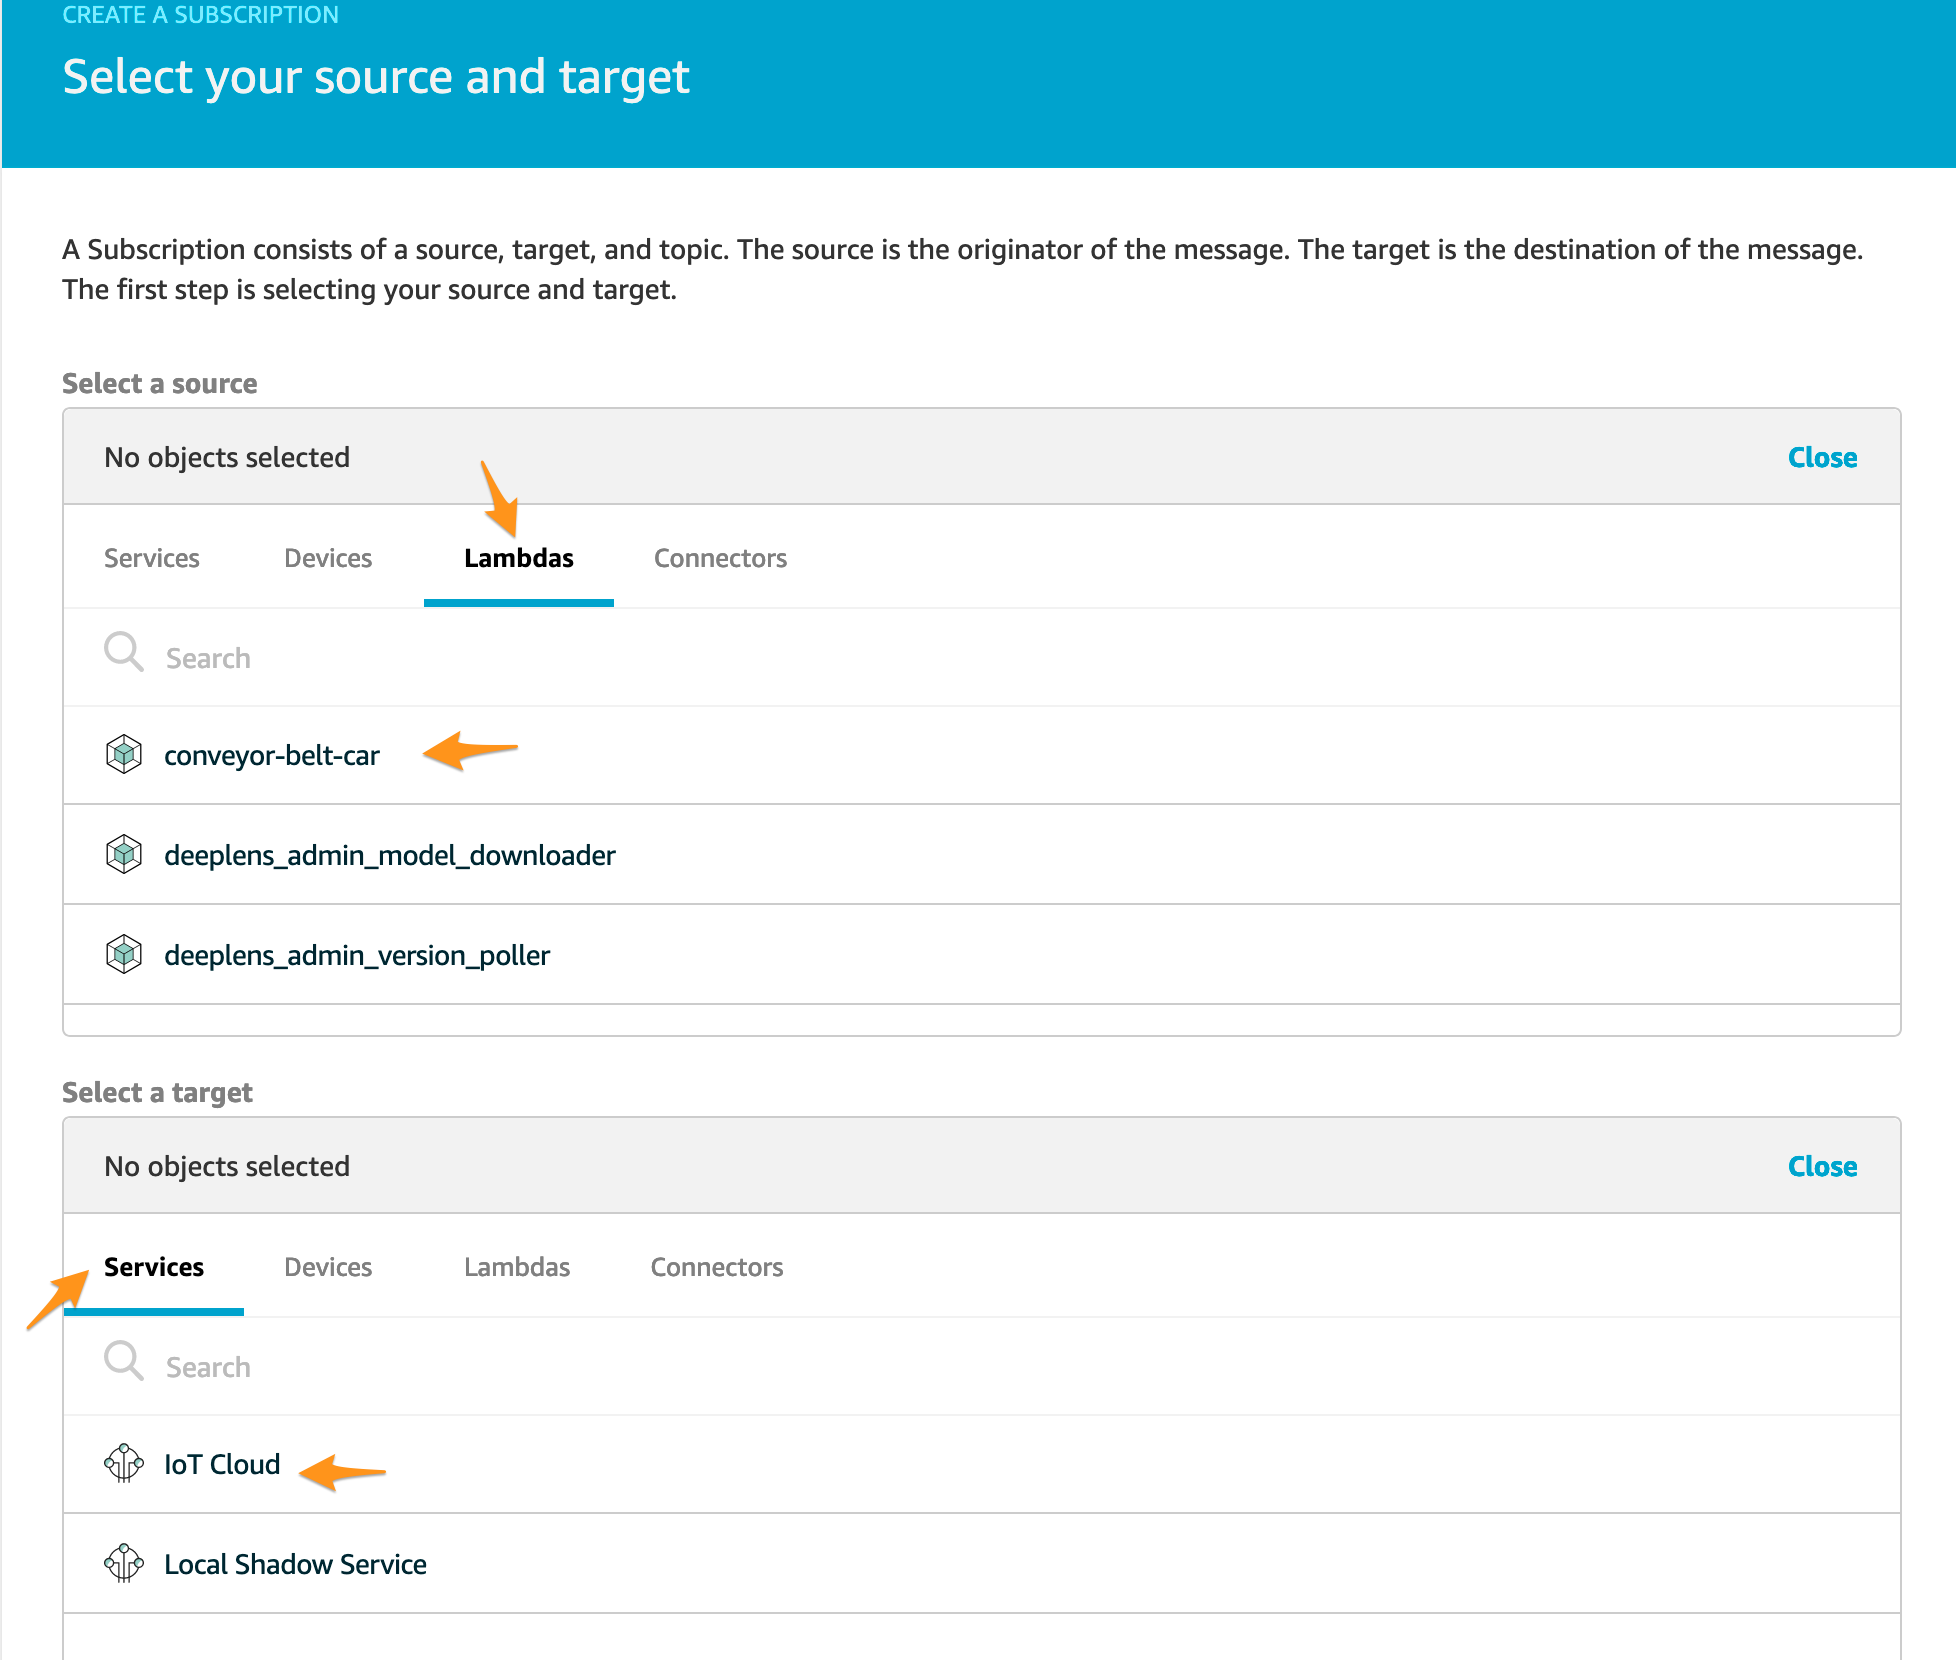 CREATE A SUBSCRIPTION
Select your source and target
A Subscription consists of a source, target, and topic. The source is the originator of the message. The target is the destination of the message.
The first step is selecting your source and target.
Select a source
No objects selected Close
Services Devices Lambdas Connectors
Search
conveyor-belt-car
deeplens_admin_model_downloader
deeplens_admin_version_poller
Select a target
No objects selected Close
Services Devices Lambdas Connectors
Search
IoT Cloud
Local Shadow Service